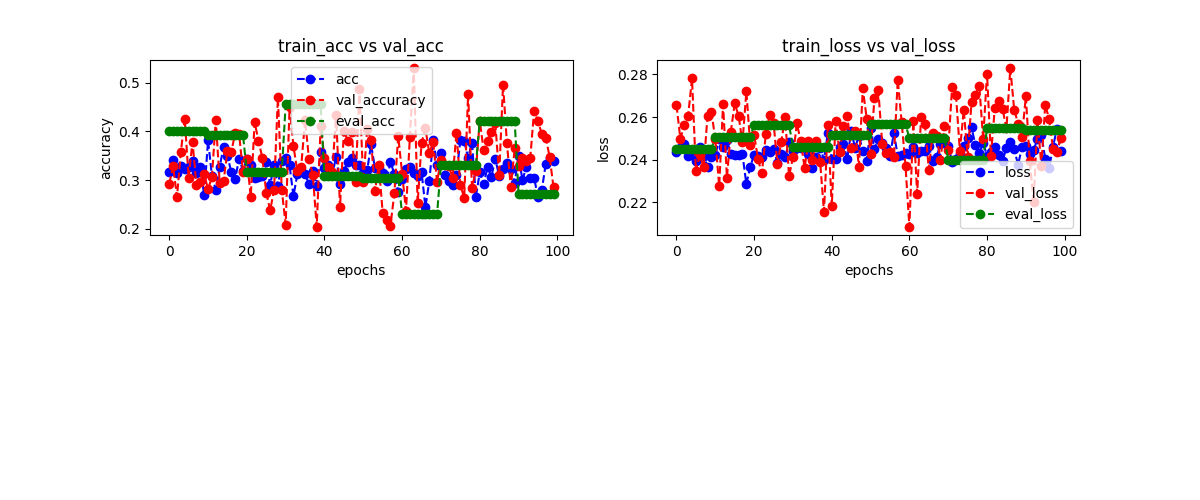 train_acc vs val_acc
accuracy
0.5
0.4
0.3
0.2
acc
val_accuracy
eval_acc
0
20
40
60
80
100
epochs
train_loss vs val_loss
loss
0.28
0.26
0.24
0.22
loss
val_loss
eval_loss
0
20
40
60
80
100
epochs